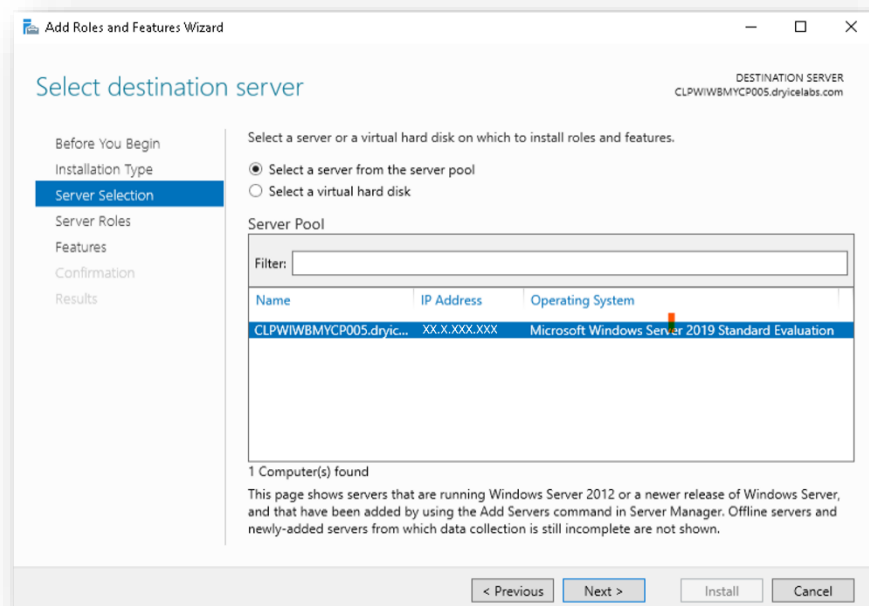 Add Roles and Features Wizard
Select destination server
DESTINATION SERVER
CLPWIWBMYCP005.dryicelabs.com
Before You Begin
Installation Type
Server Selection
Server Roles
Features
Confirmation
Results
Select a server or a virtual hard disk on which to install roles and features.
Select a server from the server pool
Select a virtual hard disk
Server Pool
Filter:
Name IP Address Operating System
CLPWIWBMYCP005.dryic... XX.X.XXX.XXX Microsoft Windows Server 2019 Standard Evaluation
1 Computer(s) found
This page shows servers that are running Windows Server 2012 or a newer release of Windows Server,
and that have been added by using the Add Servers command in Server Manager. Offline servers and
newly-added servers from which data collection is still incomplete are not shown.
< Previous Next > Install Cancel